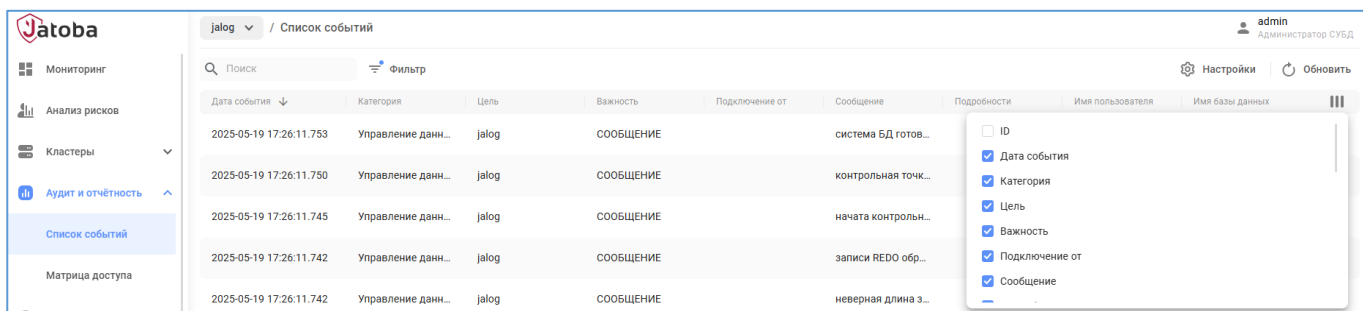 Jatoba
jalog / Список событий
admin
Администратор СУБД
Мониторинг
Поиск
Фильтр
Настройки
Обновить
Анализ рисков
Дата события Категория Цель Важность Подключение от Сообщение Подробности Имя пользователя Имя базы данных
2025-05-19 17:26:11.753 Управление данн... jalog СООБЩЕНИЕ система БД готов...
ID
Кластеры
Дата события
2025-05-19 17:26:11.750 Управление данн... jalog СООБЩЕНИЕ контрольная точк...
Категория
Аудит и отчётность
Цель
2025-05-19 17:26:11.745 Управление данн... jalog СООБЩЕНИЕ начата контрольн...
Список событий
Важность
2025-05-19 17:26:11.742 Управление данн... jalog СООБЩЕНИЕ записи REDO обр...
Подключение от
Матрица доступа
Сообщение
2025-05-19 17:26:11.742 Управление данн... jalog СООБЩЕНИЕ неверная длина з...